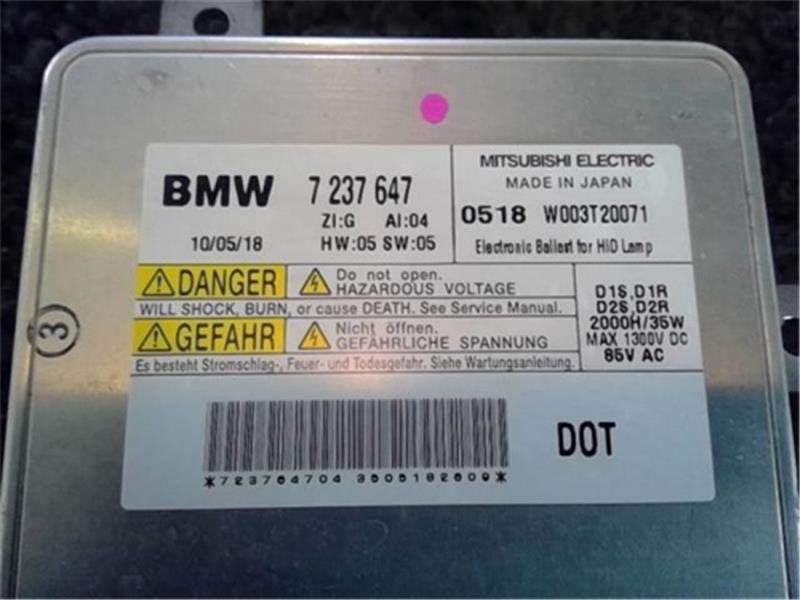 BMW 7 237 647
ZI:G AI:04
10/05/18 HW:05 SW:05
MITSUBISHI ELECTRIC
MADE IN JAPAN
0518 W003T20071
Electronic Ballast for HID Lamp
DANGER Do not open.
HAZARDOUS VOLTAGE
WILL SHOCK, BURN, or cause DEATH. See Service Manual.
GEFAHR Nicht öffnen.
GEFÄHRLICHE SPANNUNG
Es besteht Stromschlag-, Feuer- und Todesgefahr. Siehe Wartungsanleitung.
D1S,D1R
D2S,D2R
2000H/35W
MAX 1300V DC
85V AC
3
*723764704 3505182609*
DOT